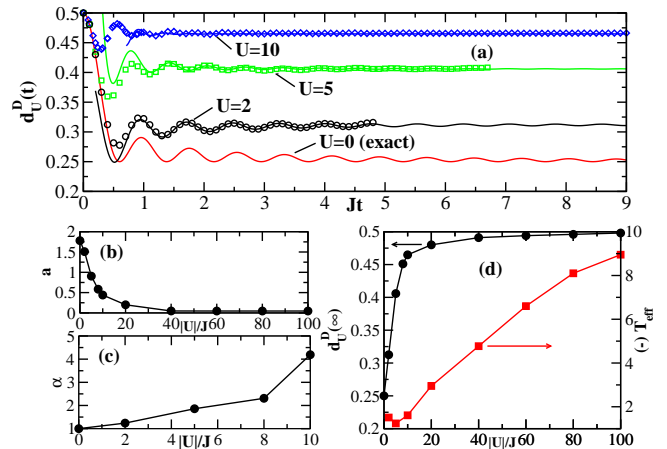 0.5
0.45
0.4
0.35
0.3
0.25
0.2
d_U^D(t)
(a)
U=10
U=5
U=2
U=0 (exact)
0 1 2 3 4 5 6 7 8 9
Jt
2
1.5
1
0.5
0
a
(b)
0 20 40 60 80 100
|U|/J
5
4
3
2
1
α
(c)
0 2 4 6 8 10
|U|/J
0.5
0.45
0.4
0.35
0.3
0.25
0.2
d_U^D(∞)
(d)
0 20 40 60 80 100
|U|/J
10
8
6
4
2
(-) T_eff